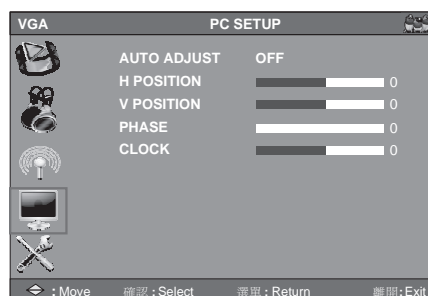 VGA PC SETUP
AUTO ADJUST OFF
H POSITION 0
V POSITION 0
PHASE 0
CLOCK 0
: Move 確認 : Select 選單 : Return 離開 : Exit